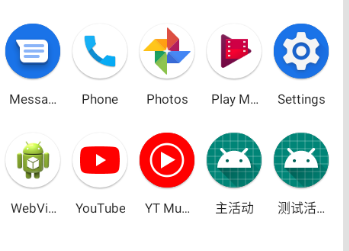 Messa...
Phone
Photos
Play M...
Settings
WebVi...
YouTube
YT Mu...
主活动
测试活...